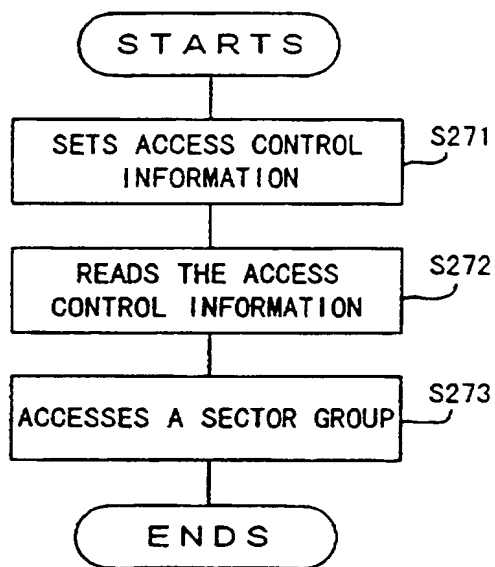 STARTS
SETS ACCESS CONTROL
INFORMATION
S271
READS THE ACCESS
CONTROL INFORMATION
S272
ACCESSES A SECTOR GROUP
S273
ENDS